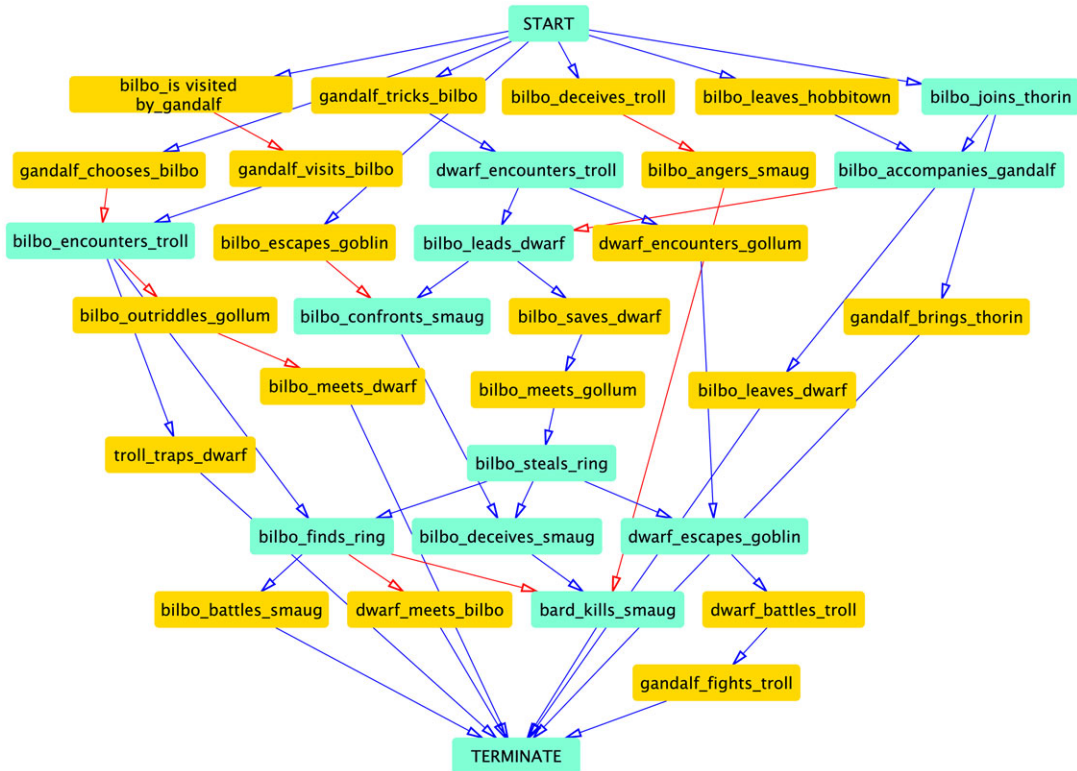 START
bilbo_is visited
by_gandalf
gandalf_tricks_bilbo
bilbo_deceives_troll
bilbo_leaves_hobbitown
bilbo_joins_thorin
gandalf_chooses_bilbo
gandalf_visits_bilbo
dwarf_encounters_troll
bilbo_angers_smaug
bilbo_accompanies_gandalf
bilbo_encounters_troll
bilbo_escapes_goblin
bilbo_leads_dwarf
dwarf_encounters_gollum
bilbo_outriddles_gollum
bilbo_confronts_smaug
bilbo_saves_dwarf
gandalf_brings_thorin
bilbo_meets_dwarf
bilbo_meets_gollum
bilbo_leaves_dwarf
troll_traps_dwarf
bilbo_steals_ring
bilbo_finds_ring
bilbo_deceives_smaug
dwarf_escapes_goblin
bilbo_battles_smaug
dwarf_meets_bilbo
bard_kills_smaug
dwarf_battles_troll
gandalf_fights_troll
TERMINATE